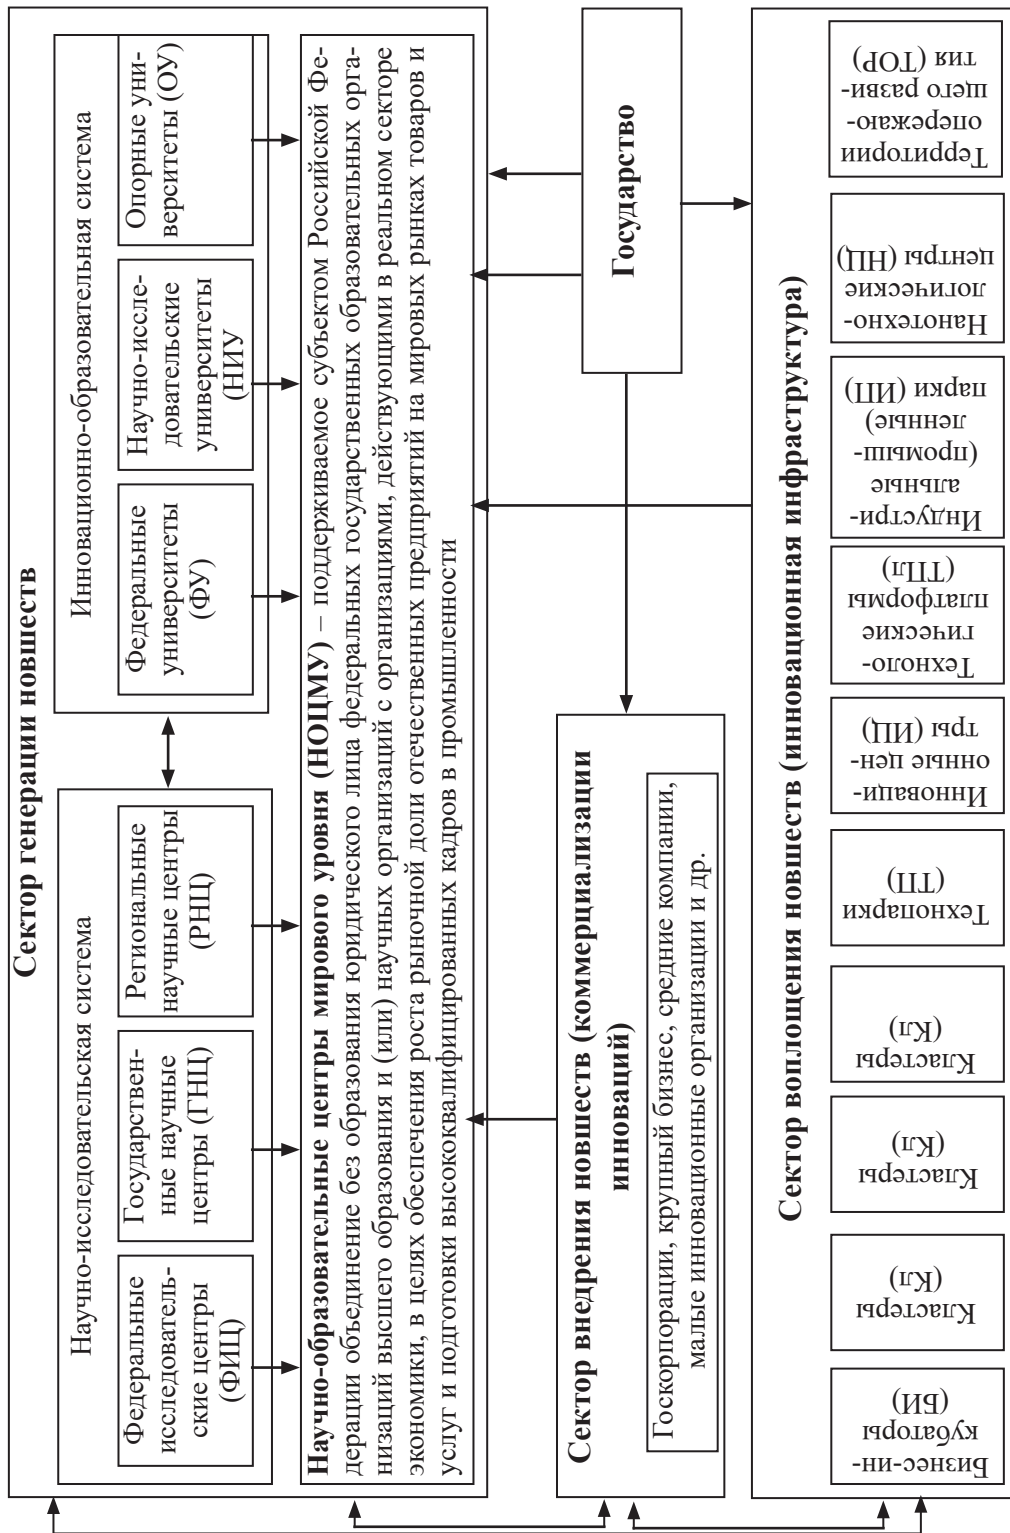 Сектор генерации новшеств
Научно-исследовательская система
Федеральные
исследователь-
ские центры
(ФИЦ)
Государствен-
ные научные
центры (ГНЦ)
Региональные
научные центры
(РНЦ)
Инновационно-образовательная система
Федеральные
университеты
(ФУ)
Научно-иссле-
довательские
университеты
(НИУ)
Опорные уни-
верситеты (ОУ)
Научно-образовательные центры мирового уровня (НОЦМУ) – поддерживаемое субъектом Российской Фе-
дерации объединение без образования юридического лица федеральных государственных образовательных орга-
низаций высшего образования и (или) научных организаций с организациями, действующими в реальном секторе
экономики, в целях обеспечения роста рыночной доли отечественных предприятий на мировых рынках товаров и
услуг и подготовки высококвалифицированных кадров в промышленности
Сектор внедрения новшеств (коммерциализации
инноваций)
Госкорпорации, крупный бизнес, средние компании,
малые инновационные организации и др.
Государство
Сектор воплощения новшеств (инновационная инфраструктура)
Бизнес-ин-
кубаторы
(БИ)
Кластеры
(Кл)
Кластеры
(Кл)
Кластеры
(Кл)
Технопарки
(ТП)
Инноваци-
онные цен-
тры (ИЦ)
Техноло-
гические
платформы
(ТПл)
Индустри-
альные
(промыш-
ленные)
парки (ИП)
Нанотехно-
логические
центры (НЦ)
Территории
опережаю-
щего разви-
тия (ТОР)